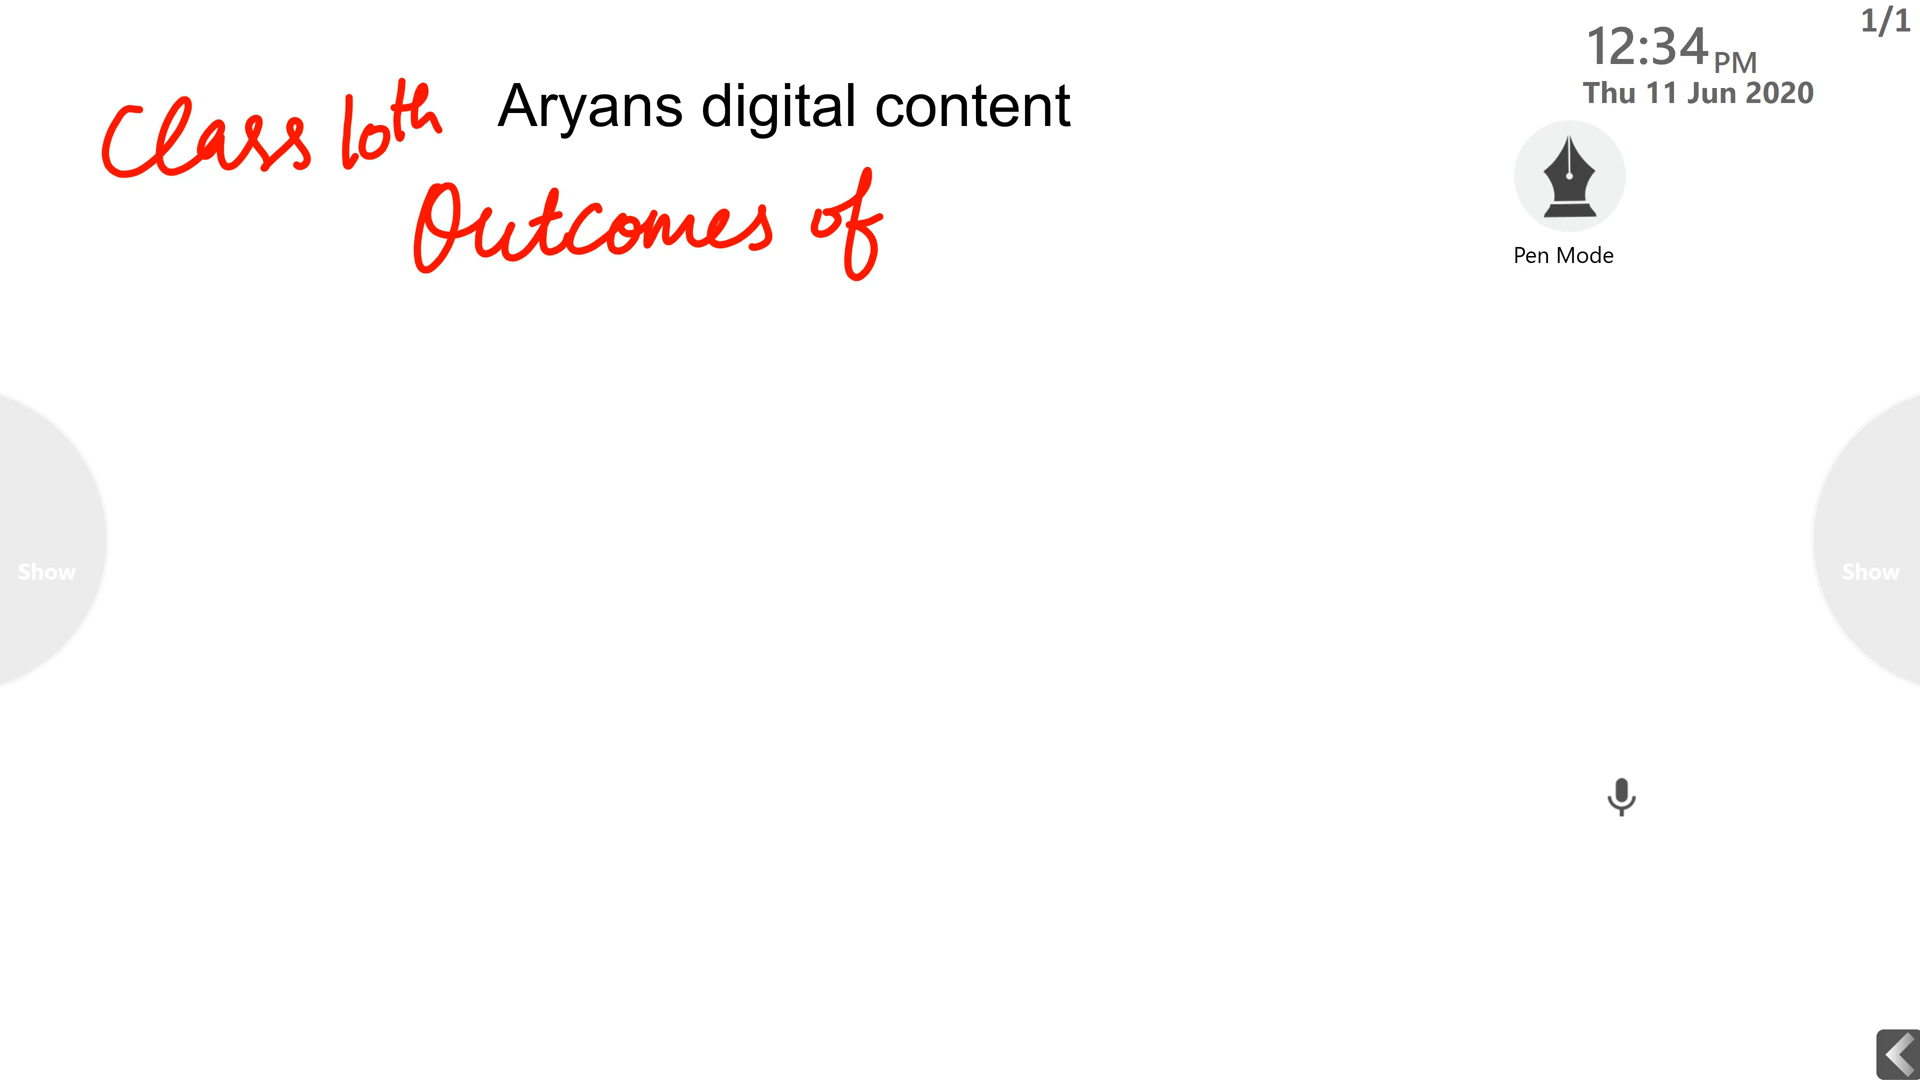 1/1
12:34 PM
Thu 11 Jun 2020
Class 10th Aryans digital content
Outcomes of
Pen Mode
Show
Show